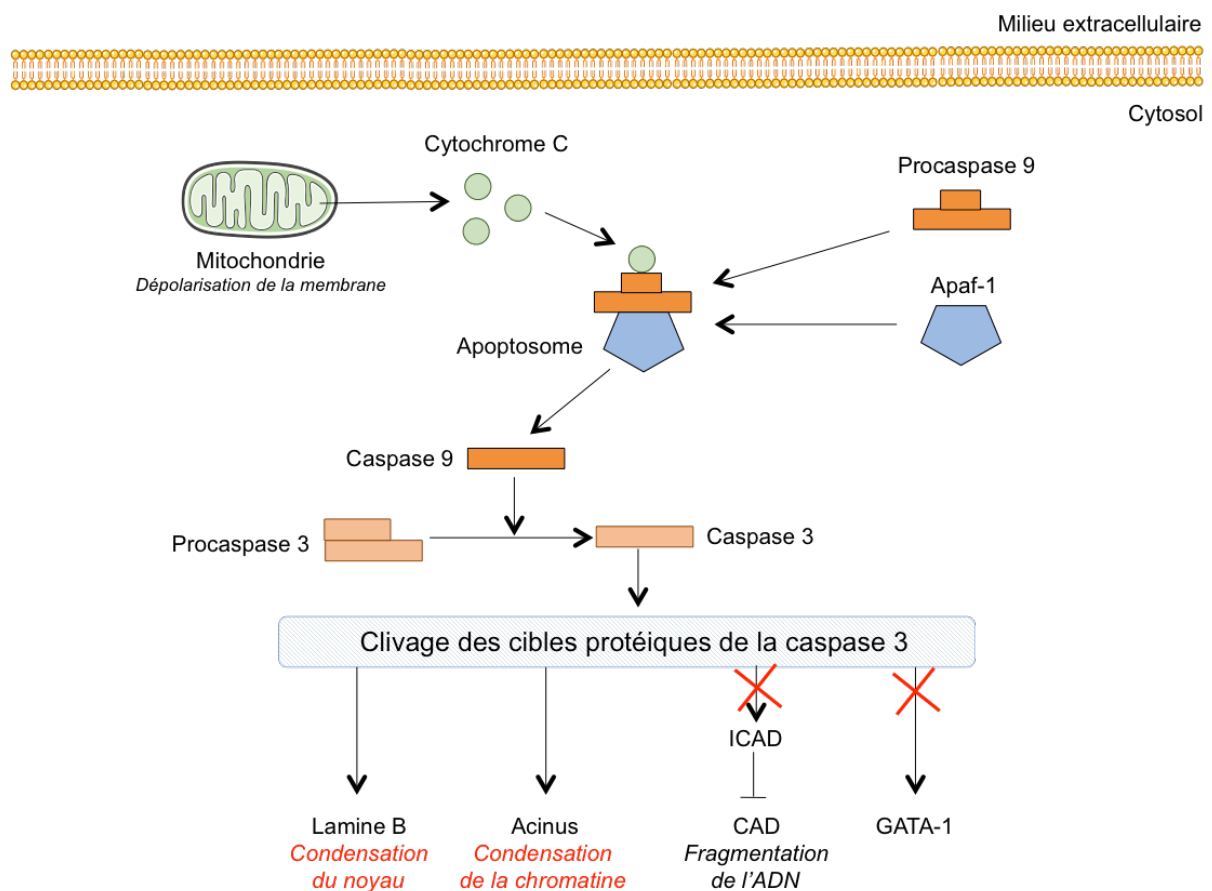 Milieu extracellulaire
Cytosol
Cytochrome C
Procaspase 9
Mitochondrie
Dépolarisation de la membrane
Apaf-1
Apoptosome
Caspase 9
Procaspase 3
Caspase 3
Clivage des cibles protéiques de la caspase 3
ICAD
Lamine B
Condensation
du noyau
Acinus
Condensation
de la chromatine
CAD
Fragmentation
de l'ADN
GATA-1